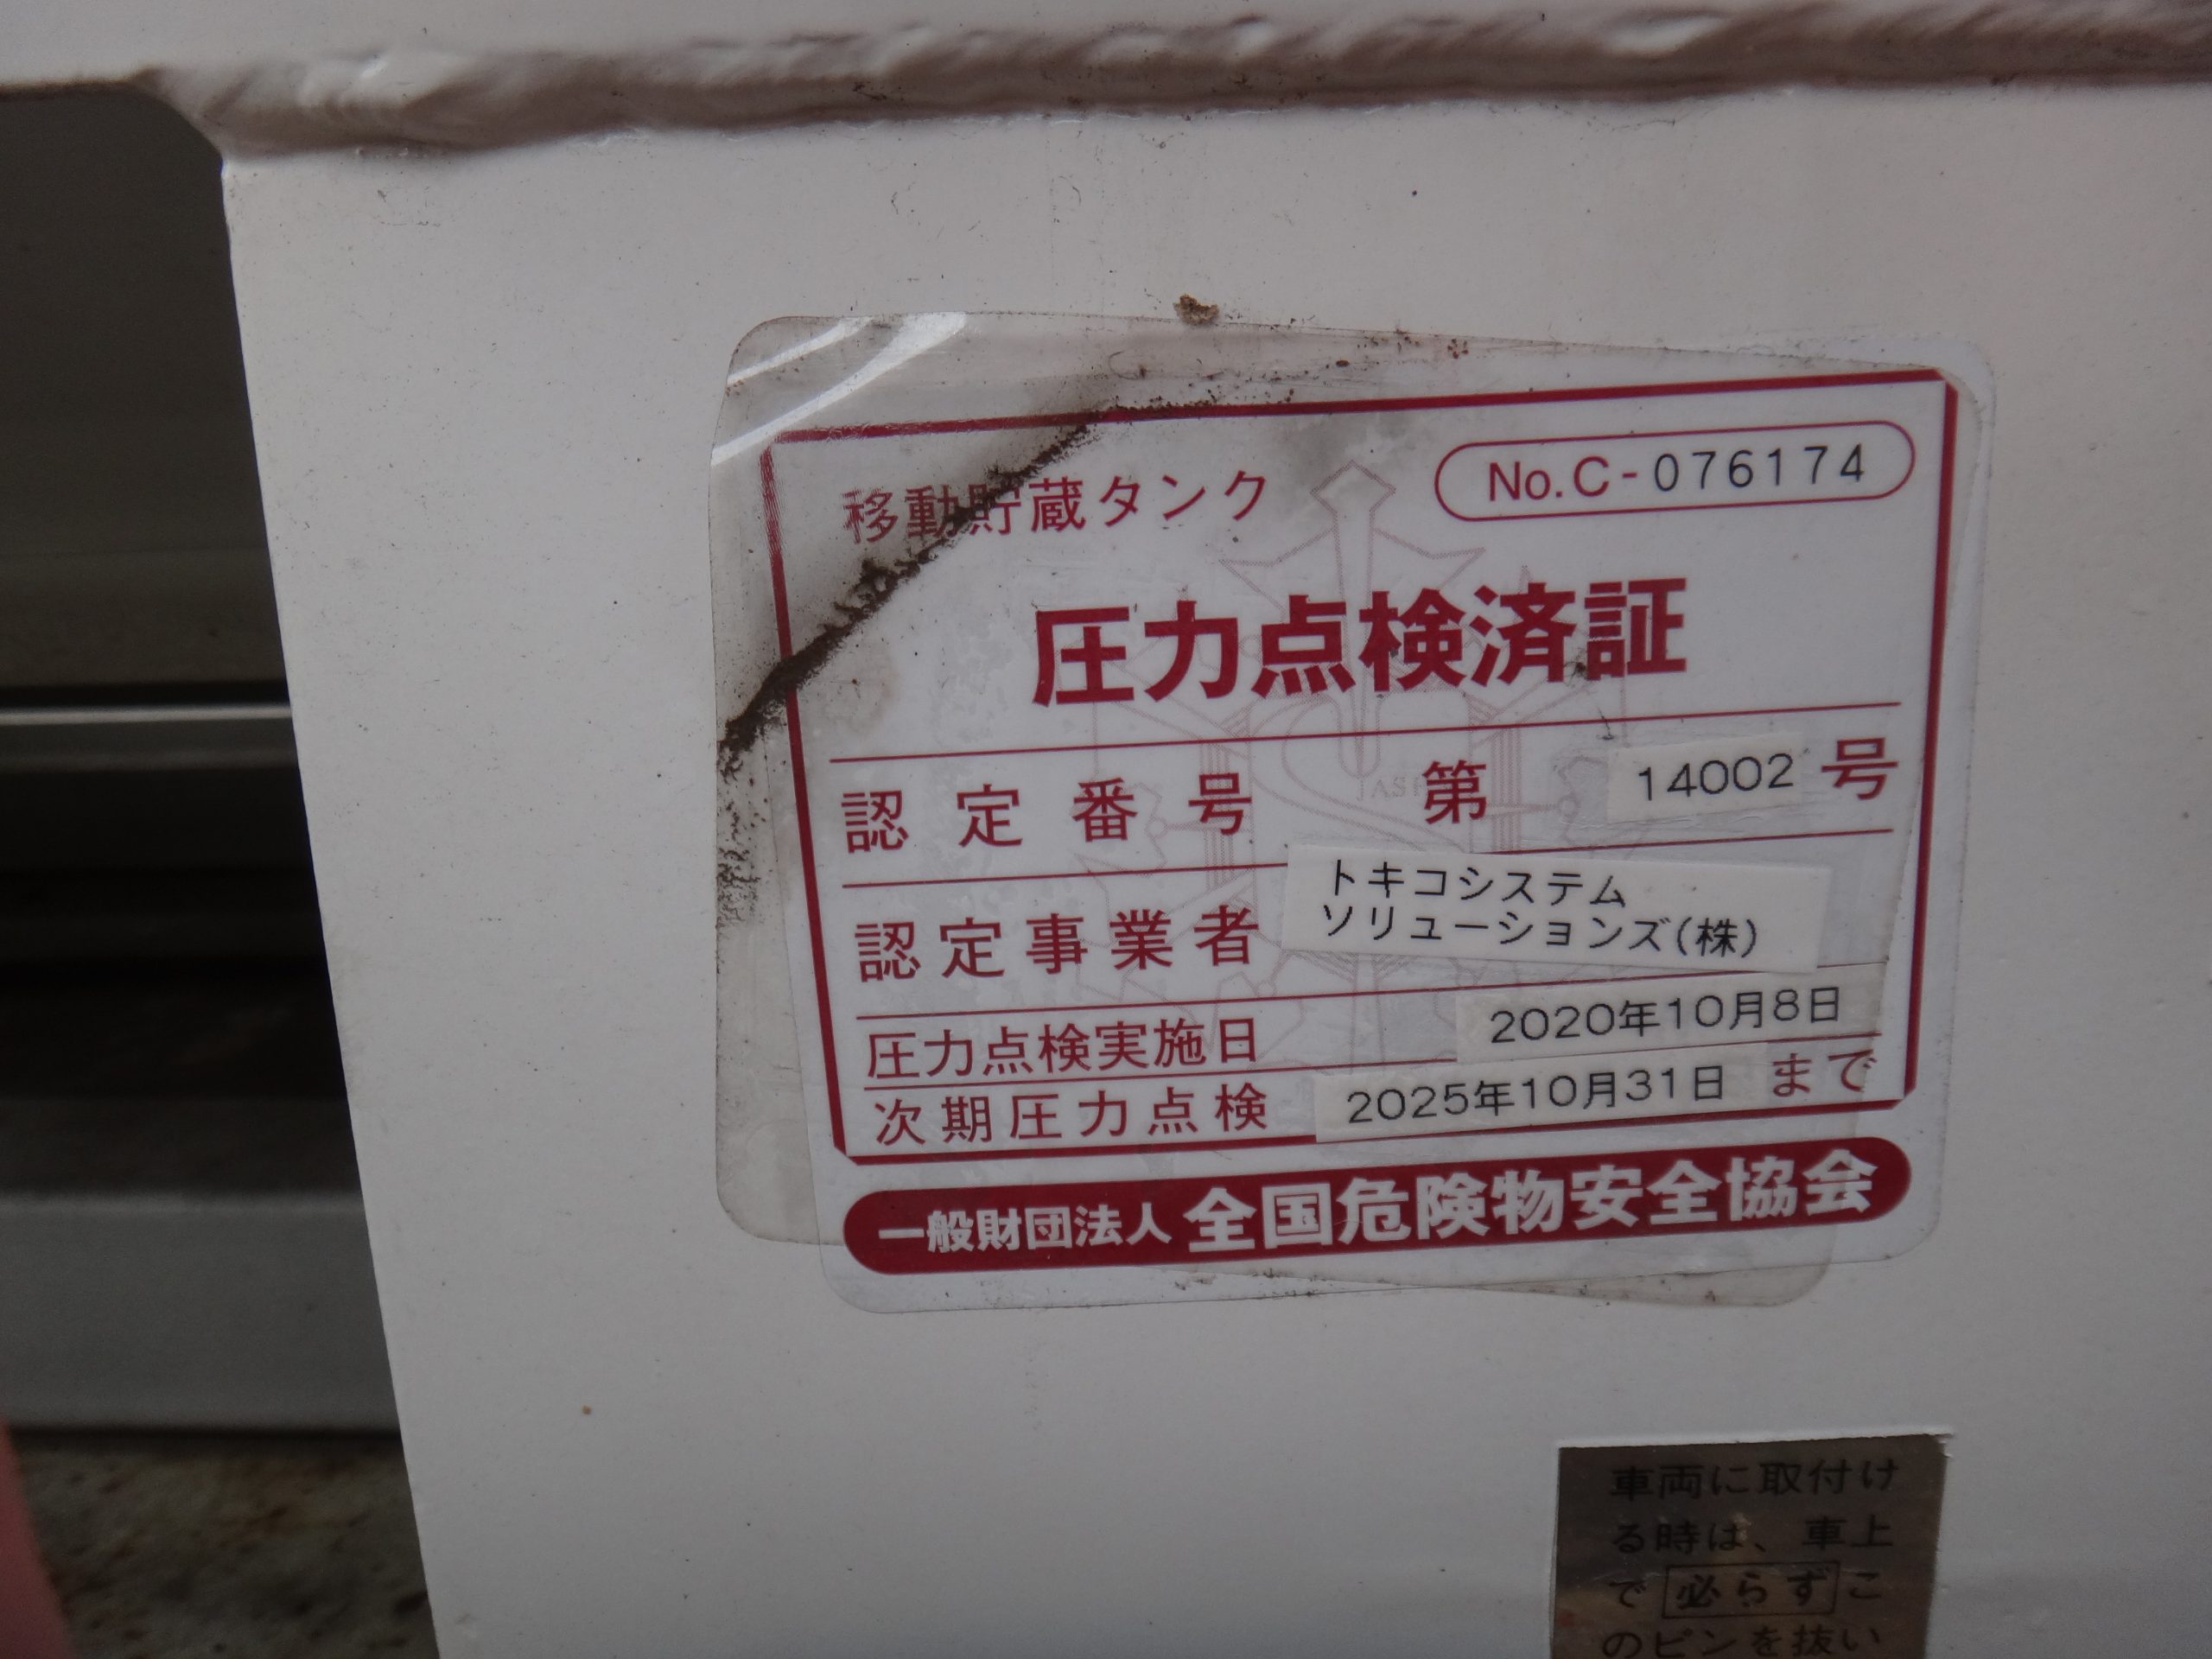 移動貯蔵タンク
No.C-076174
圧力点検済証
認定番号 第 14002 号
認定事業者 トキコシステム
ソリューションズ(株)
圧力点検実施日 2020年10月8日
次期圧力点検 2025年10月31日 まで
一般財団法人 全国危険物安全協会
車両に取付け
る時は、車上
で 必らず こ
のピンを抜い